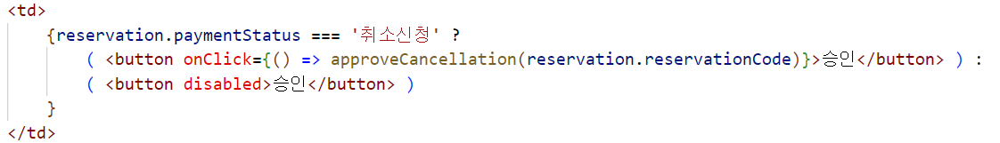 <td>
{reservation.paymentStatus === '취소신청' ?
( <button onClick={() => approveCancellation(reservation.reservationCode)}>승인</button> ) :
( <button disabled>승인</button> )
}
</td>